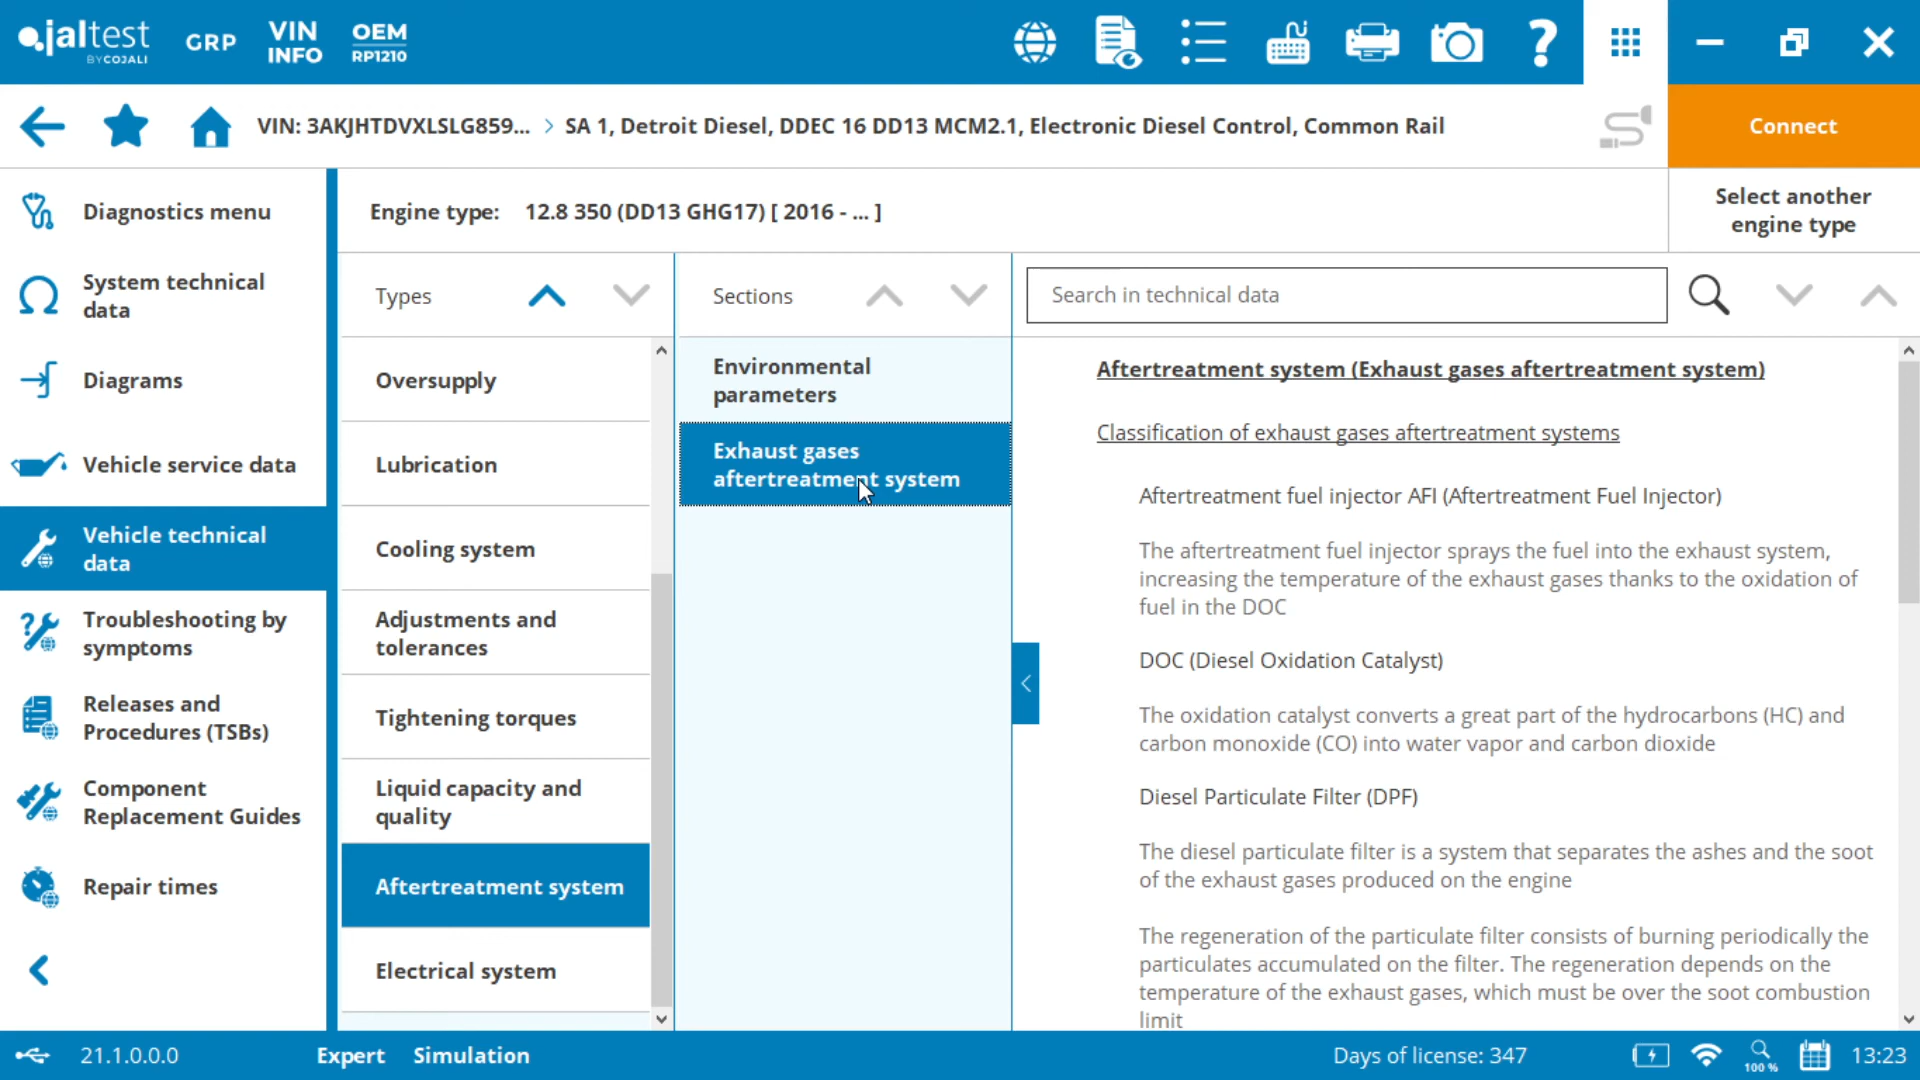 jaltest
BY COJALI
GRP
VIN
INFO
OEM
RP1210
?
VIN: 3AKJHTDVXLSLG859... > SA 1, Detroit Diesel, DDEC 16 DD13 MCM2.1, Electronic Diesel Control, Common Rail
Connect
Diagnostics menu
System technical
data
Diagrams
Vehicle service data
Vehicle technical
data
Troubleshooting by
symptoms
Releases and
Procedures (TSBs)
Component
Replacement Guides
Repair times
Engine type: 12.8 350 (DD13 GHG17) [ 2016 - ... ]
Select another
engine type
Types
Oversupply
Lubrication
Cooling system
Adjustments and
tolerances
Tightening torques
Liquid capacity and
quality
Aftertreatment system
Electrical system
Sections
Environmental
parameters
Exhaust gases
aftertreatment system
Search in technical data
Aftertreatment system (Exhaust gases aftertreatment system)
Classification of exhaust gases aftertreatment systems
Aftertreatment fuel injector AFI (Aftertreatment Fuel Injector)
The aftertreatment fuel injector sprays the fuel into the exhaust system,
increasing the temperature of the exhaust gases thanks to the oxidation of
fuel in the DOC
DOC (Diesel Oxidation Catalyst)
The oxidation catalyst converts a great part of the hydrocarbons (HC) and
carbon monoxide (CO) into water vapor and carbon dioxide
Diesel Particulate Filter (DPF)
The diesel particulate filter is a system that separates the ashes and the soot
of the exhaust gases produced on the engine
The regeneration of the particulate filter consists of burning periodically the
particulates accumulated on the filter. The regeneration depends on the
temperature of the exhaust gases, which must be over the soot combustion
limit
21.1.0.0.0
Expert
Simulation
Days of license: 347
100 %
13:23